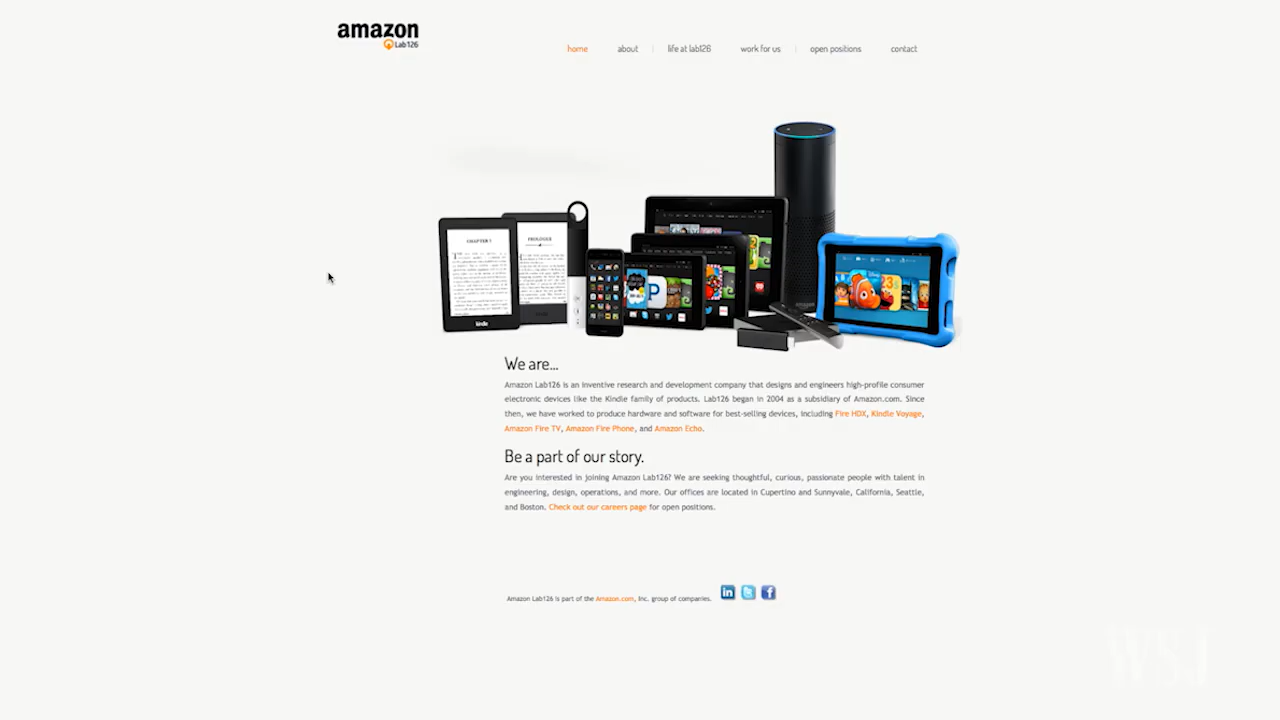 amazon
Lab126
home about life at lab126 work for us open positions contact
CHAPTER I
PROLOGUE
kindle
We are...
Amazon Lab126 is an inventive research and development company that designs and engineers high-profile consumer
electronic devices like the Kindle family of products. Lab126 began in 2004 as a subsidiary of Amazon.com. Since
then, we have worked to produce hardware and software for best-selling devices, including Fire HDX, Kindle Voyage,
Amazon Fire TV, Amazon Fire Phone, and Amazon Echo.
Be a part of our story.
Are you interested in joining Amazon Lab126? We are seeking thoughtful, curious, passionate people with talent in
engineering, design, operations, and more. Our offices are located in Cupertino and Sunnyvale, California, Seattle,
and Boston. Check out our careers page for open positions.
Amazon Lab126 is part of the Amazon.com, Inc. group of companies.
WSJ